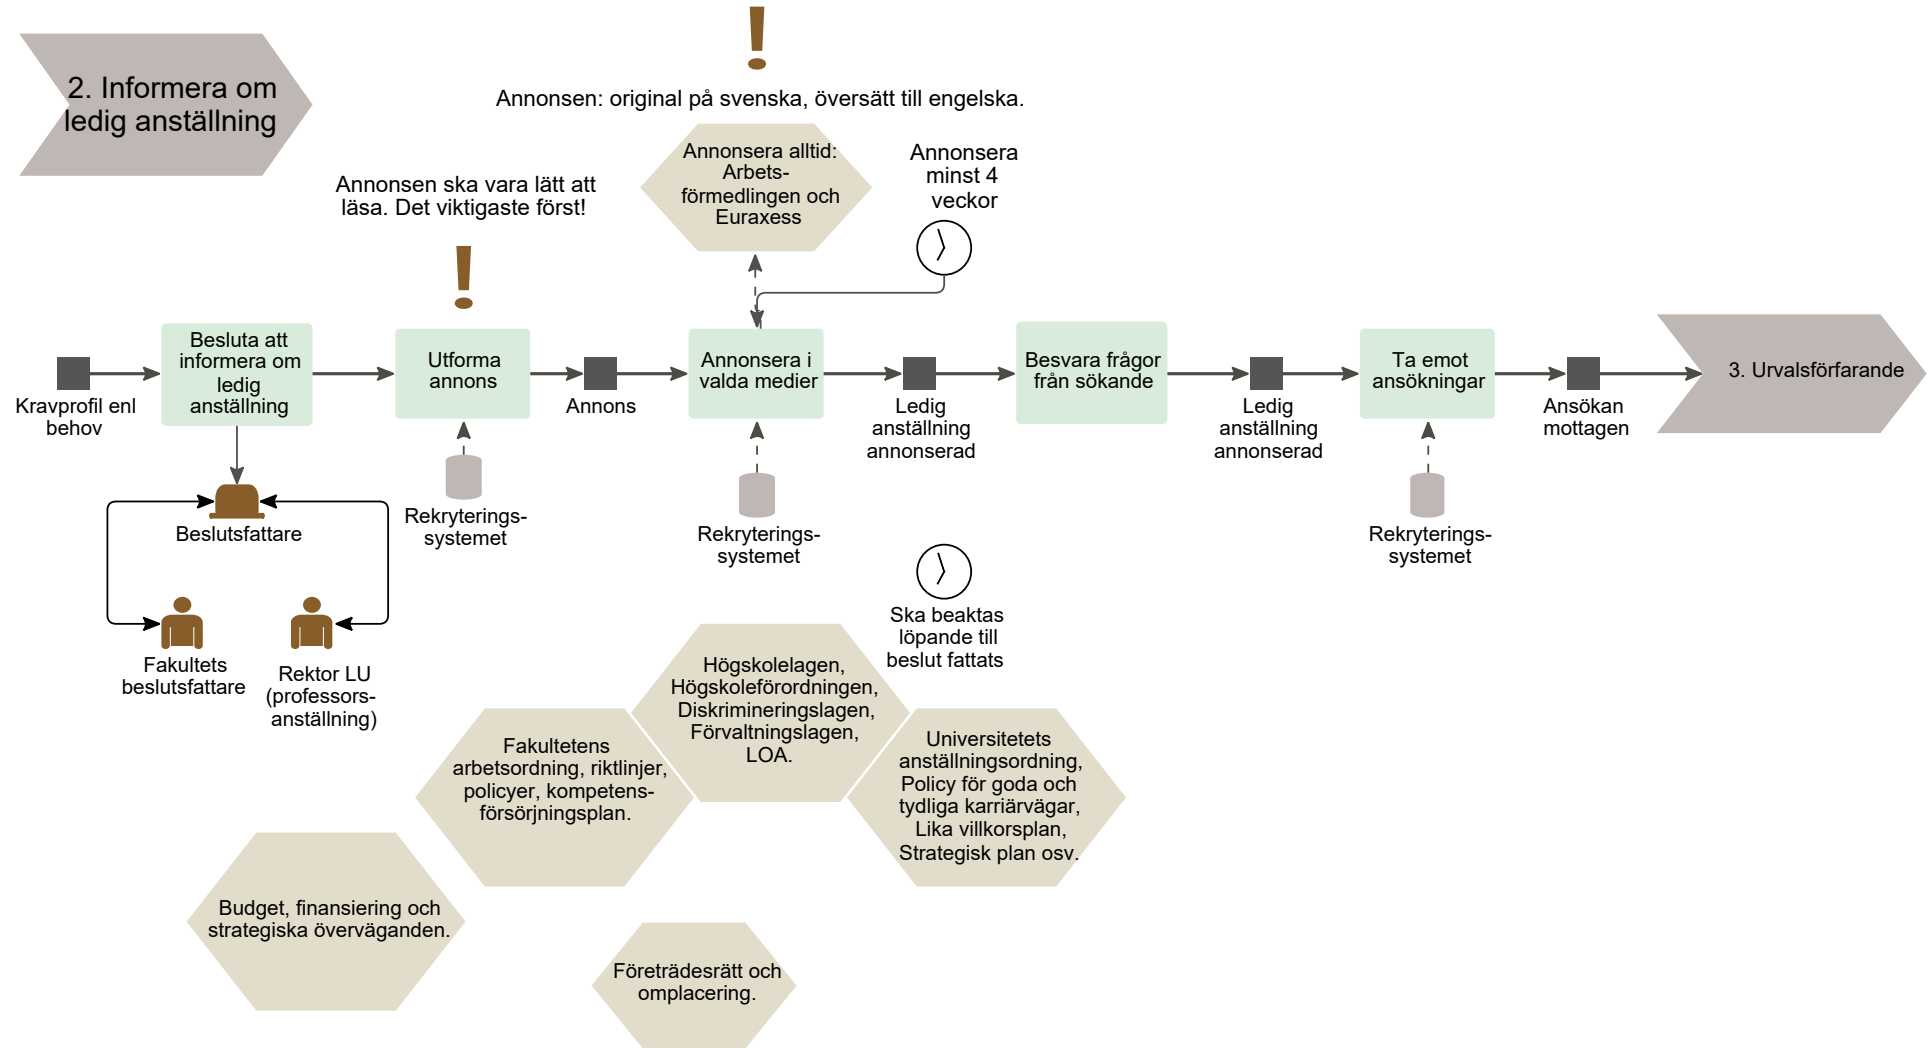 2. Informera om
ledig anställning
Annonsen: original på svenska, översätt till engelska.
Annonsen ska vara lätt att
läsa. Det viktigaste först!
Annonsera alltid:
Arbets-
förmedlingen och
Euraxess
Annonsera
minst 4
veckor
Kravprofil enl
behov
Besluta att
informera om
ledig
anställning
Utforma
annons
Annons
Annonsera i
valda medier
Ledig
anställning
annonserad
Besvara frågor
från sökande
Ledig
anställning
annonserad
Ta emot
ansökningar
Ansökan
mottagen
3. Urvalsförfarande
Beslutsfattare
Rekryterings-
systemet
Rekryterings-
systemet
Rekryterings-
systemet
Fakultets
beslutsfattare
Rektor LU
(professors-
anställning)
Ska beaktas
löpande till
beslut fattats
Högskolelagen,
Högskoleförordningen,
Diskrimineringslagen,
Förvaltningslagen,
LOA.
Fakultetens
arbetsordning, riktlinjer,
policyer, kompetens-
försörjningsplan.
Universitetets
anställningsordning,
Policy för goda och
tydliga karriärvägar,
Lika villkorsplan,
Strategisk plan osv.
Budget, finansiering och
strategiska överväganden.
Företrädesrätt och
omplacering.